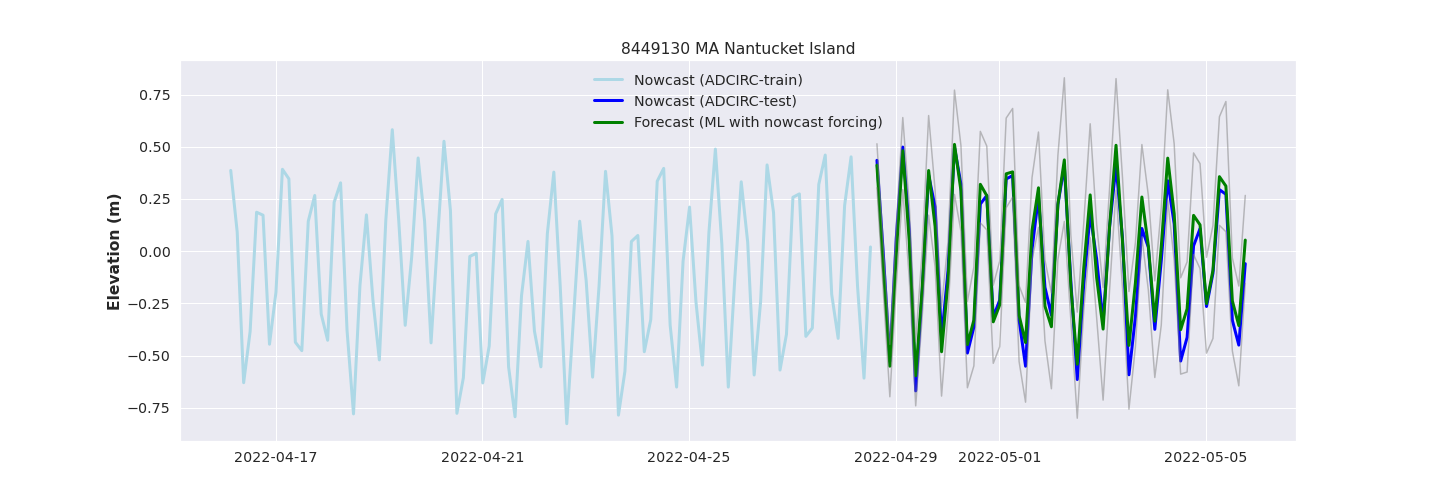 8449130 MA Nantucket Island
Nowcast (ADCIRC-train)
Nowcast (ADCIRC-test)
Forecast (ML with nowcast forcing)
Elevation (m)
0.75
0.50
0.25
0.00
−0.25
−0.50
−0.75
2022-04-17 2022-04-21 2022-04-25 2022-04-29 2022-05-01 2022-05-05